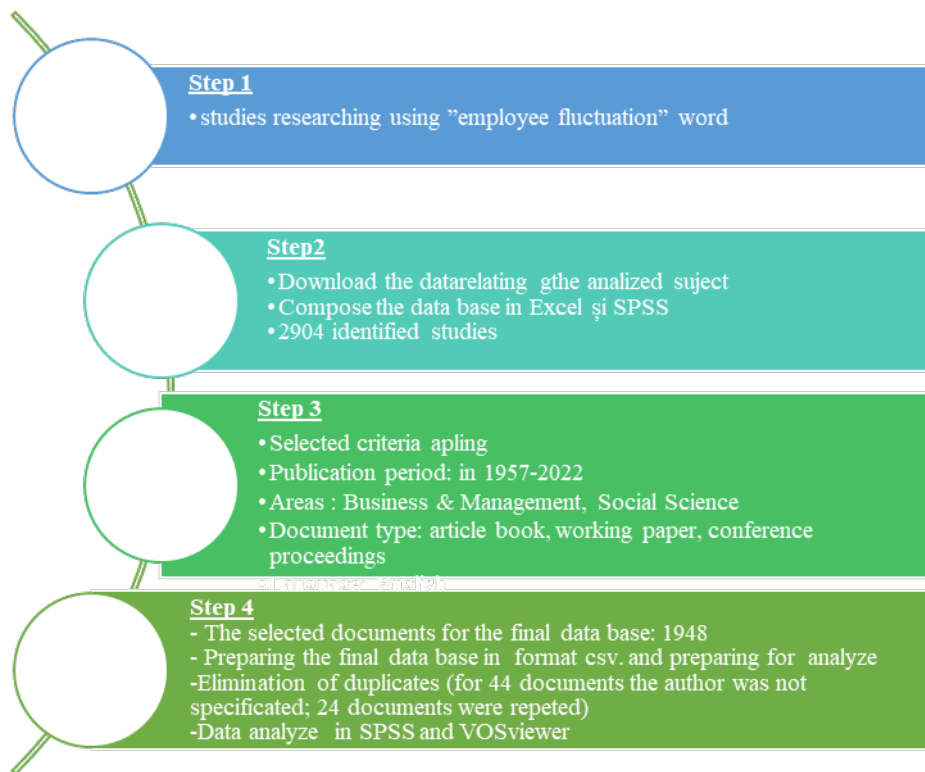 Step 1
•studies researching using ”employee fluctuation” word
Step2
•Download the datarelating gthe analized suject
•Compose the data base in Excel și SPSS
•2904 identified studies
Step 3
•Selected criteria apling
•Publication period: in 1957-2022
•Areas : Business & Management, Social Science
•Document type: article book, working paper, conference
proceedings
•Language: English
Step 4
- The selected documents for the final data base: 1948
- Preparing the final data base in format csv. and preparing for analyze
-Elimination of duplicates (for 44 documents the author was not
specificated; 24 documents were repeted)
-Data analyze in SPSS and VOSviewer